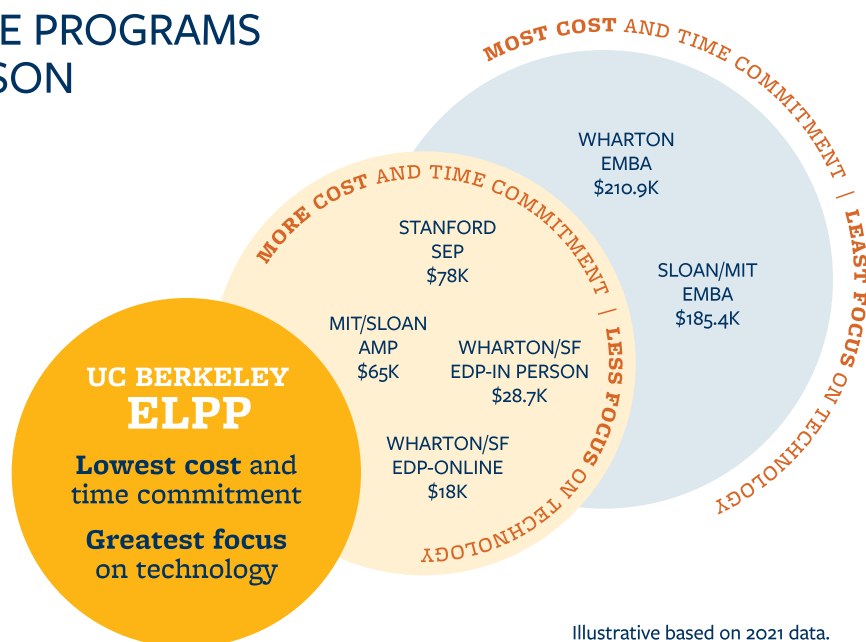 E PROGRAMS
SON
MOST COST AND TIME COMMITMENT | LEAST FOCUS ON TECHNOLOGY
WHARTON
EMBA
$210.9K
SLOAN/MIT
EMBA
$185.4K
MORE COST AND TIME COMMITMENT | LESS FOCUS ON TECHNOLOGY
STANFORD
SEP
$78K
MIT/SLOAN
AMP
$65K
WHARTON/SF
EDP-IN PERSON
$28.7K
WHARTON/SF
EDP-ONLINE
$18K
UC BERKELEY
ELPP
Lowest cost and
time commitment
Greatest focus
on technology
Illustrative based on 2021 data.